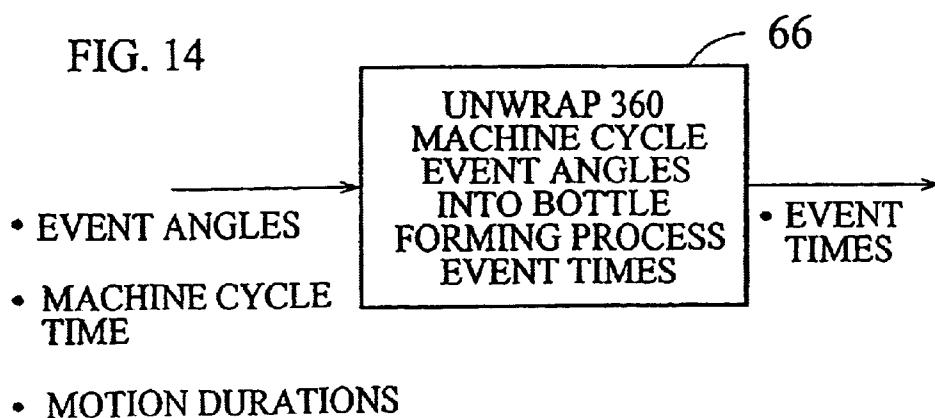 FIG. 14
66
UNWRAP 360
MACHINE CYCLE
EVENT ANGLES
INTO BOTTLE
FORMING PROCESS
EVENT TIMES
• EVENT ANGLES
• MACHINE CYCLE
TIME
• MOTION DURATIONS
• EVENT
TIMES